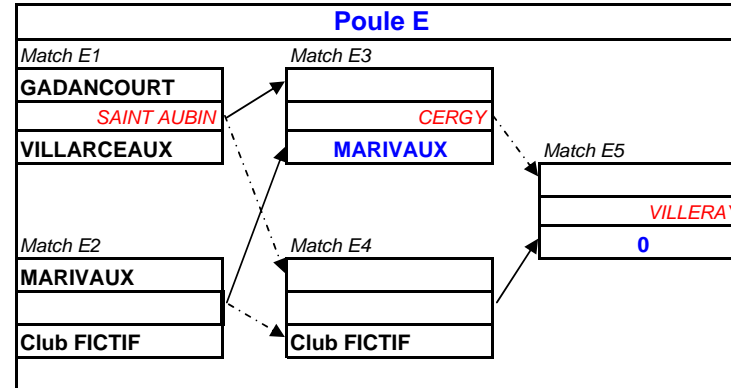 Poule E
Match E1
GADANCOURT
SAINT AUBIN
VILLARCEAUX
Match E3
CERGY
MARIVAUX
Match E5
VILLERAY
0
Match E2
MARIVAUX
Club FICTIF
Match E4
Club FICTIF